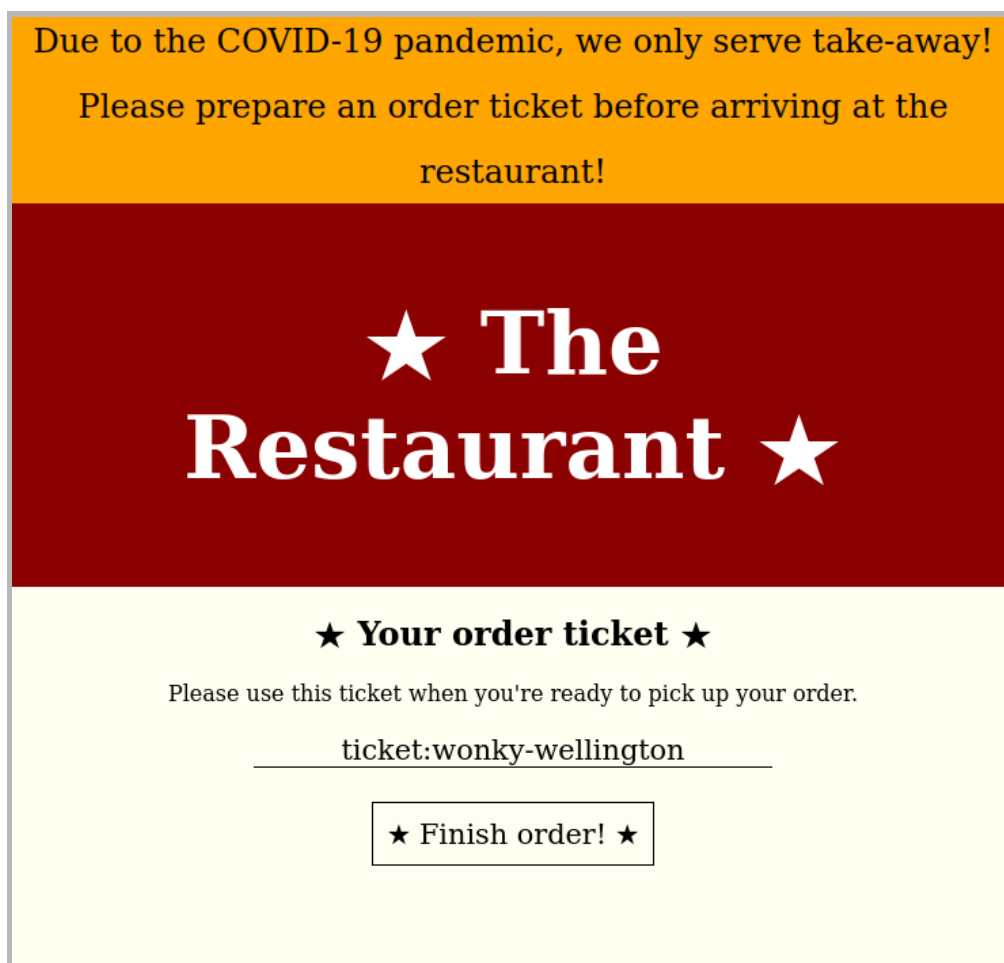 Due to the COVID-19 pandemic, we only serve take-away!
Please prepare an order ticket before arriving at the
restaurant!
★ The
Restaurant ★
★ Your order ticket ★
Please use this ticket when you're ready to pick up your order.
ticket:wonky-wellington
★ Finish order! ★